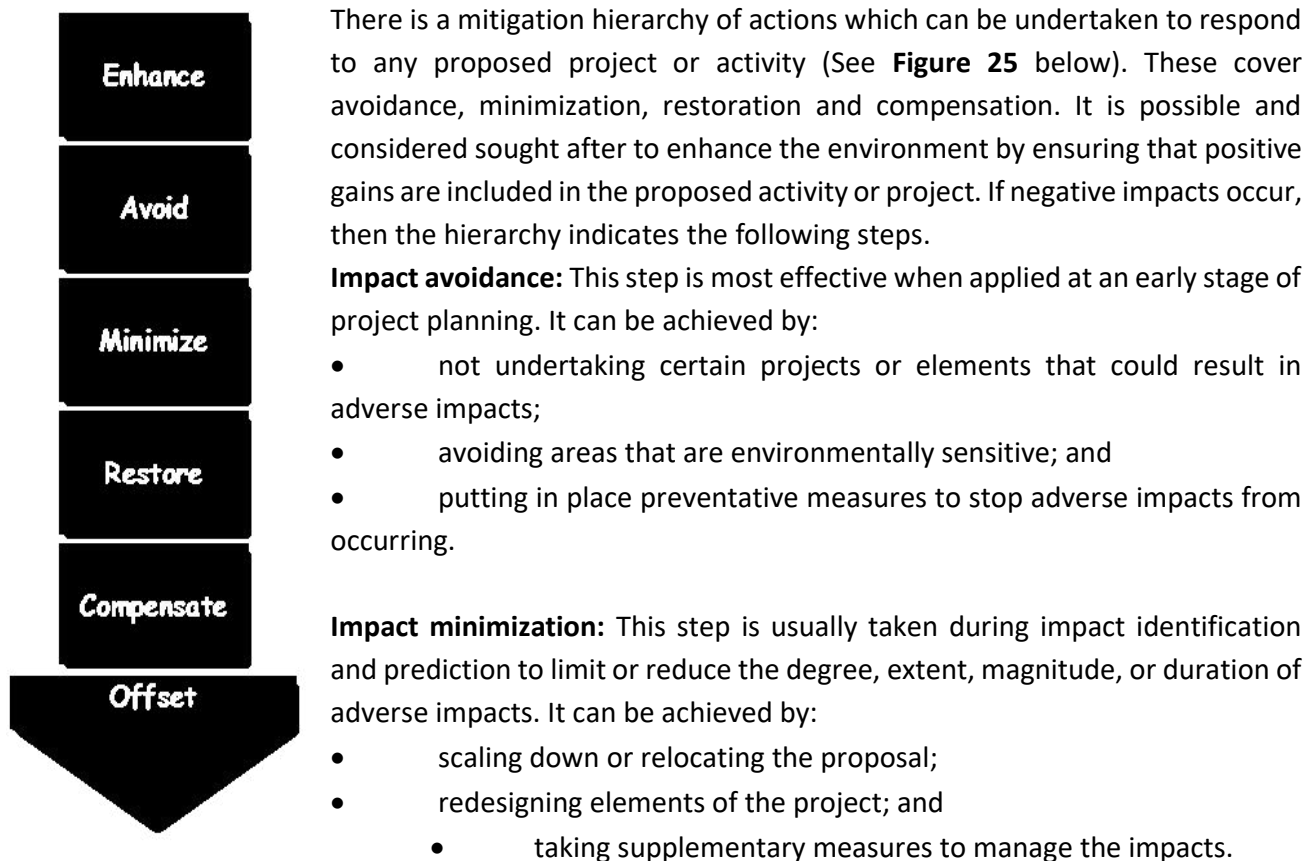 Enhance
Avoid
Minimize
Restore
Compensate
Offset
There is a mitigation hierarchy of actions which can be undertaken to respond
to any proposed project or activity (See Figure 25 below). These cover
avoidance, minimization, restoration and compensation. It is possible and
considered sought after to enhance the environment by ensuring that positive
gains are included in the proposed activity or project. If negative impacts occur,
then the hierarchy indicates the following steps.
Impact avoidance: This step is most effective when applied at an early stage of
project planning. It can be achieved by:
• not undertaking certain projects or elements that could result in
adverse impacts;
• avoiding areas that are environmentally sensitive; and
• putting in place preventative measures to stop adverse impacts from
occurring.
Impact minimization: This step is usually taken during impact identification
and prediction to limit or reduce the degree, extent, magnitude, or duration of
adverse impacts. It can be achieved by:
• scaling down or relocating the proposal;
• redesigning elements of the project; and
• taking supplementary measures to manage the impacts.